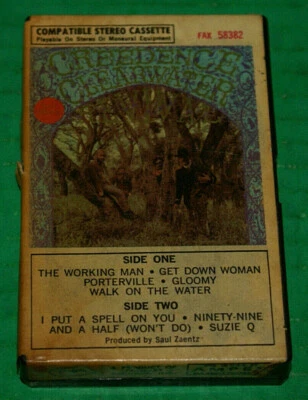 COMPATIBLE STEREO CASSETTE
Playable On Stereo Or Monaural Equipment
FAX 58382
CREEDENCE
CLEARWATER
SIDE ONE
THE WORKING MAN • GET DOWN WOMAN
PORTERVILLE • GLOOMY
WALK ON THE WATER
SIDE TWO
I PUT A SPELL ON YOU • NINETY-NINE
AND A HALF (WON'T DO) • SUZIE Q
Produced by Saul Zaentz